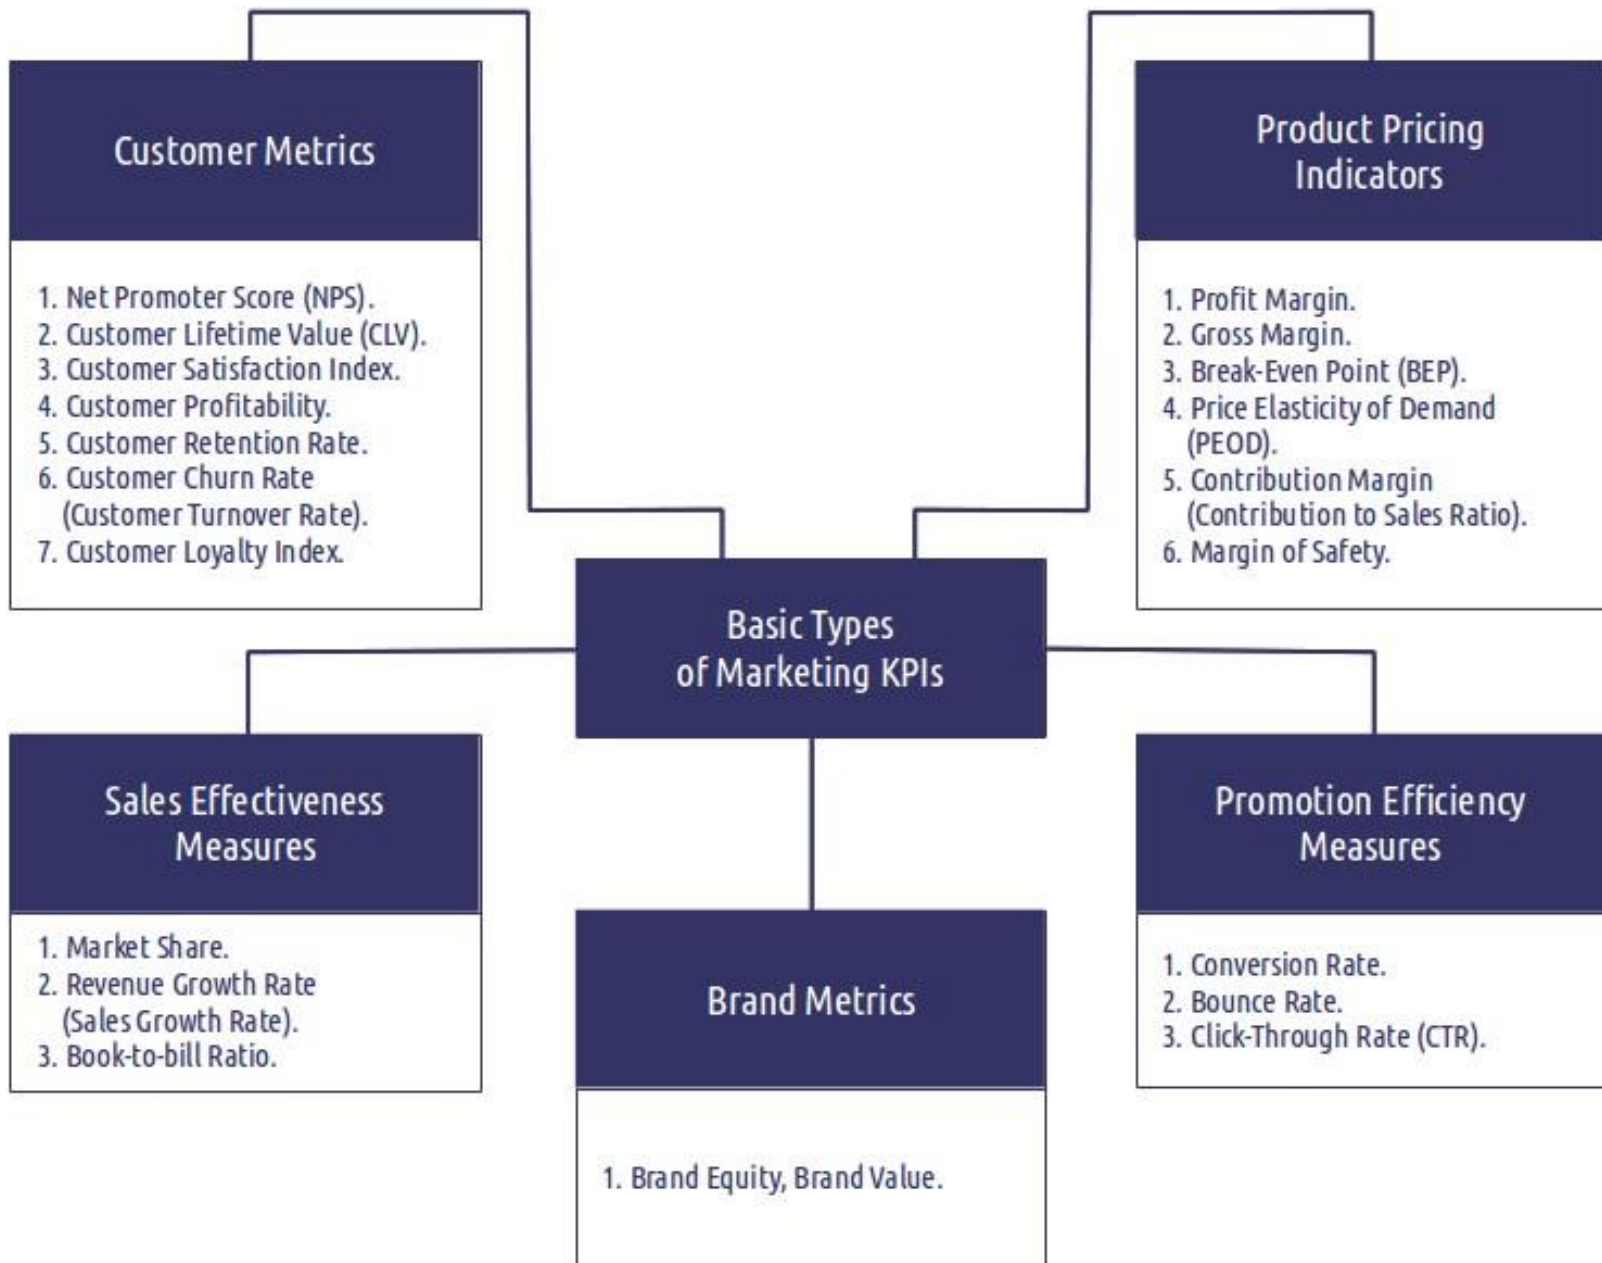 Customer Metrics
1. Net Promoter Score (NPS).
2. Customer Lifetime Value (CLV).
3. Customer Satisfaction Index.
4. Customer Profitability.
5. Customer Retention Rate.
6. Customer Churn Rate
(Customer Turnover Rate).
7. Customer Loyalty Index.
Product Pricing
Indicators
1. Profit Margin.
2. Gross Margin.
3. Break-Even Point (BEP).
4. Price Elasticity of Demand
(PEOD).
5. Contribution Margin
(Contribution to Sales Ratio).
6. Margin of Safety.
Basic Types
of Marketing KPIs
Sales Effectiveness
Measures
1. Market Share.
2. Revenue Growth Rate
(Sales Growth Rate).
3. Book-to-bill Ratio.
Brand Metrics
1. Brand Equity, Brand Value.
Promotion Efficiency
Measures
1. Conversion Rate.
2. Bounce Rate.
3. Click-Through Rate (CTR).